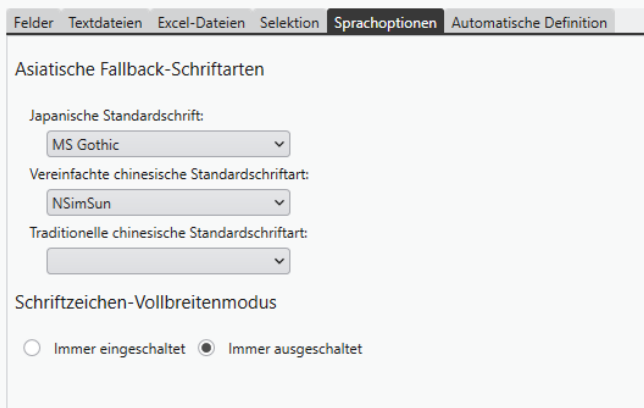 Felder Textdateien Excel-Dateien Selektion Sprachoptionen Automatische Definition
Asiatische Fallback-Schriftarten
Japanische Standardschrift:
MS Gothic
Vereinfachte chinesische Standardschriftart:
NSimSun
Traditionelle chinesische Standardschriftart:
Schriftzeichen-Vollbreitenmodus
Immer eingeschaltet Immer ausgeschaltet